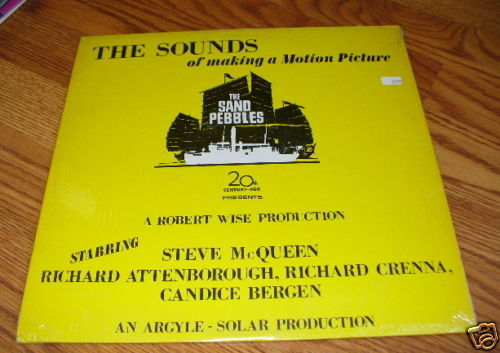 THE SOUNDS
of making a Motion Picture
THE
SAND
PEBBLES
20th
CENTURY-FOX
PRESENTS
A ROBERT WISE PRODUCTION
STARRING
STEVE McQUEEN
RICHARD ATTENBOROUGH, RICHARD CRENNA,
CANDICE BERGEN
AN ARGYLE - SOLAR PRODUCTION